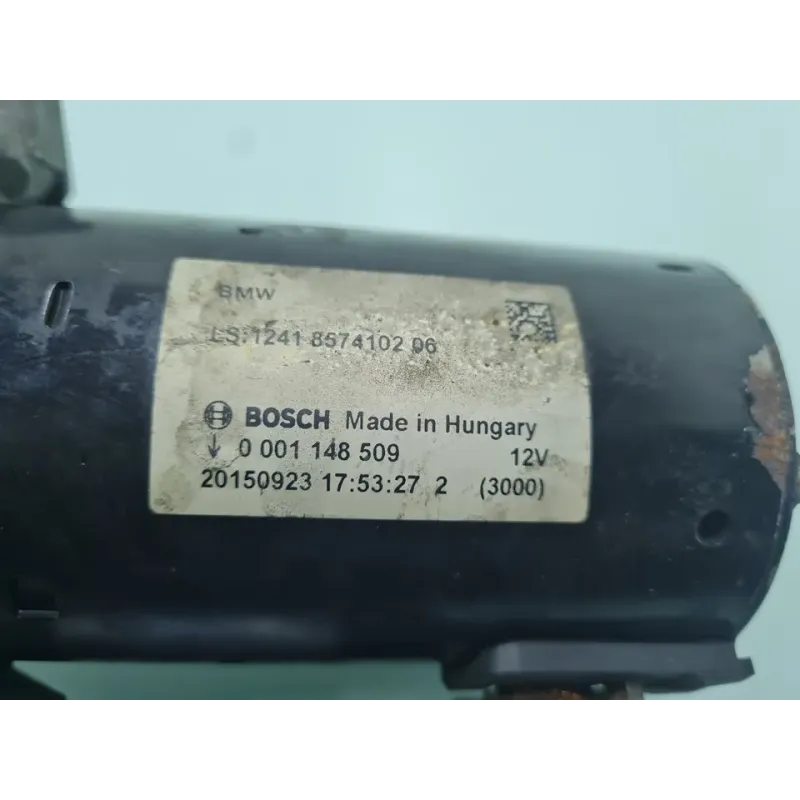 BMW
LS:1241 8574102 06
BOSCH Made in Hungary
0 001 148 509 12V
20150923 17:53:27 2 (3000)